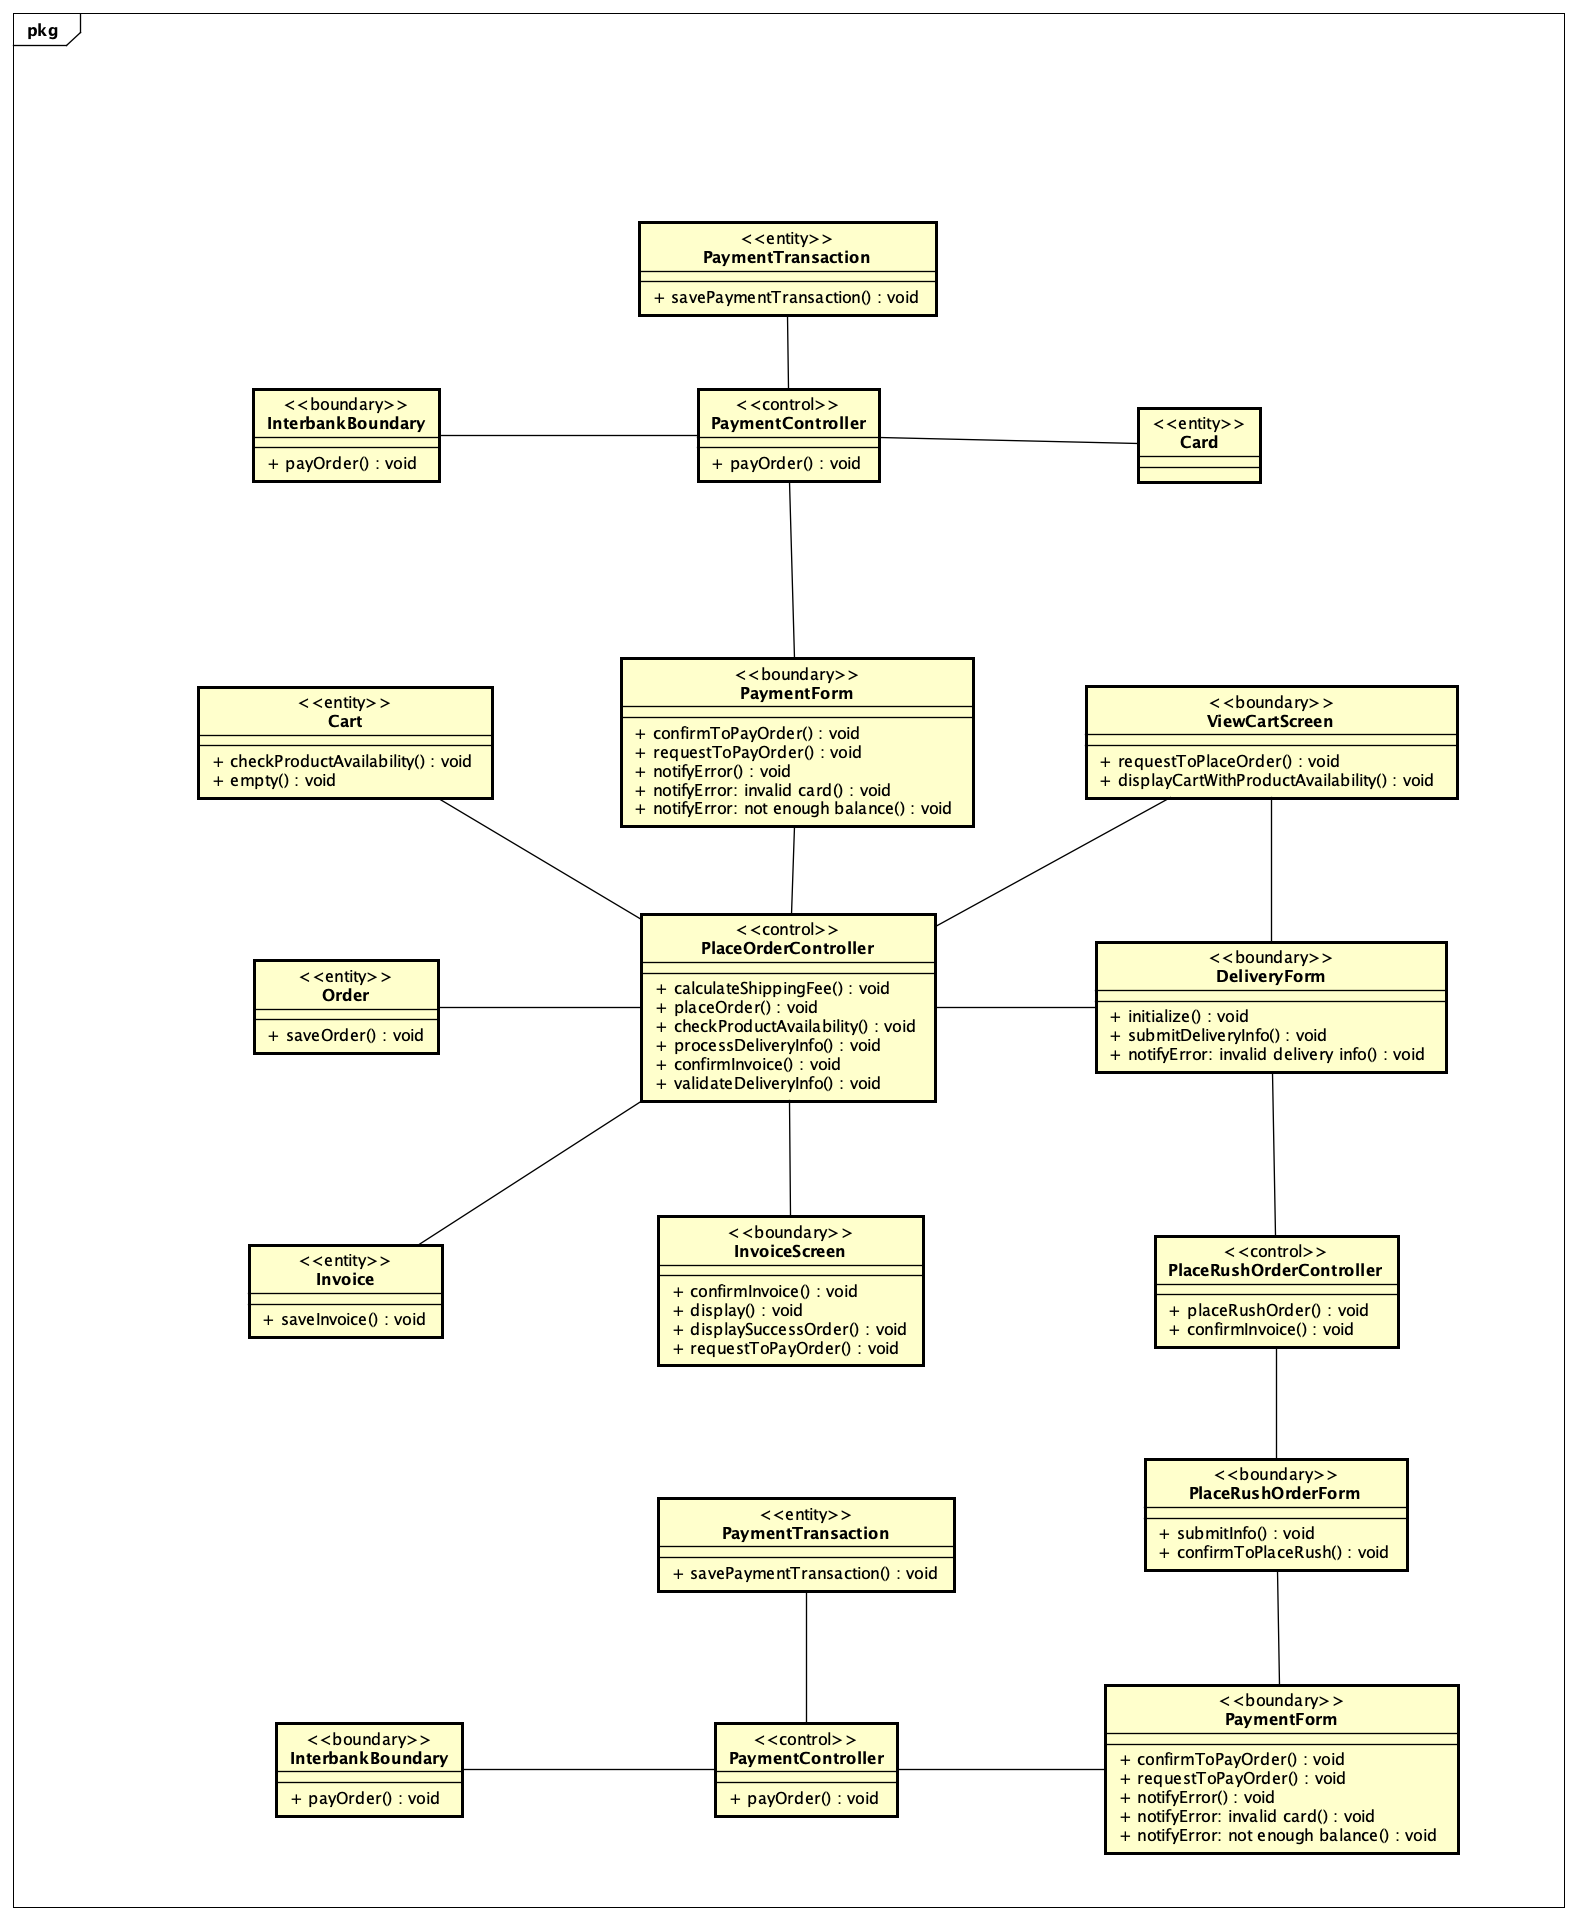 pkg
<<entity>>
PaymentTransaction
+ savePaymentTransaction() : void
<<boundary>>
InterbankBoundary
+ payOrder() : void
<<control>>
PaymentController
+ payOrder() : void
<<entity>>
Card
<<entity>>
Cart
+ checkProductAvailability() : void
+ empty() : void
<<boundary>>
PaymentForm
+ confirmToPayOrder() : void
+ requestToPayOrder() : void
+ notifyError() : void
+ notifyError: invalid card() : void
+ notifyError: not enough balance() : void
<<boundary>>
ViewCartScreen
+ requestToPlaceOrder() : void
+ displayCartWithProductAvailability() : void
<<entity>>
Order
+ saveOrder() : void
<<control>>
PlaceOrderController
+ calculateShippingFee() : void
+ placeOrder() : void
+ checkProductAvailability() : void
+ processDeliveryInfo() : void
+ confirmInvoice() : void
+ validateDeliveryInfo() : void
<<boundary>>
DeliveryForm
+ initialize() : void
+ submitDeliveryInfo() : void
+ notifyError: invalid delivery info() : void
<<entity>>
Invoice
+ saveInvoice() : void
<<boundary>>
InvoiceScreen
+ confirmInvoice() : void
+ display() : void
+ displaySuccessOrder() : void
+ requestToPayOrder() : void
<<control>>
PlaceRushOrderController
+ placeRushOrder() : void
+ confirmInvoice() : void
<<boundary>>
PlaceRushOrderForm
+ submitInfo() : void
+ confirmToPlaceRush() : void
<<entity>>
PaymentTransaction
+ savePaymentTransaction() : void
<<boundary>>
InterbankBoundary
+ payOrder() : void
<<control>>
PaymentController
+ payOrder() : void
<<boundary>>
PaymentForm
+ confirmToPayOrder() : void
+ requestToPayOrder() : void
+ notifyError() : void
+ notifyError: invalid card() : void
+ notifyError: not enough balance() : void